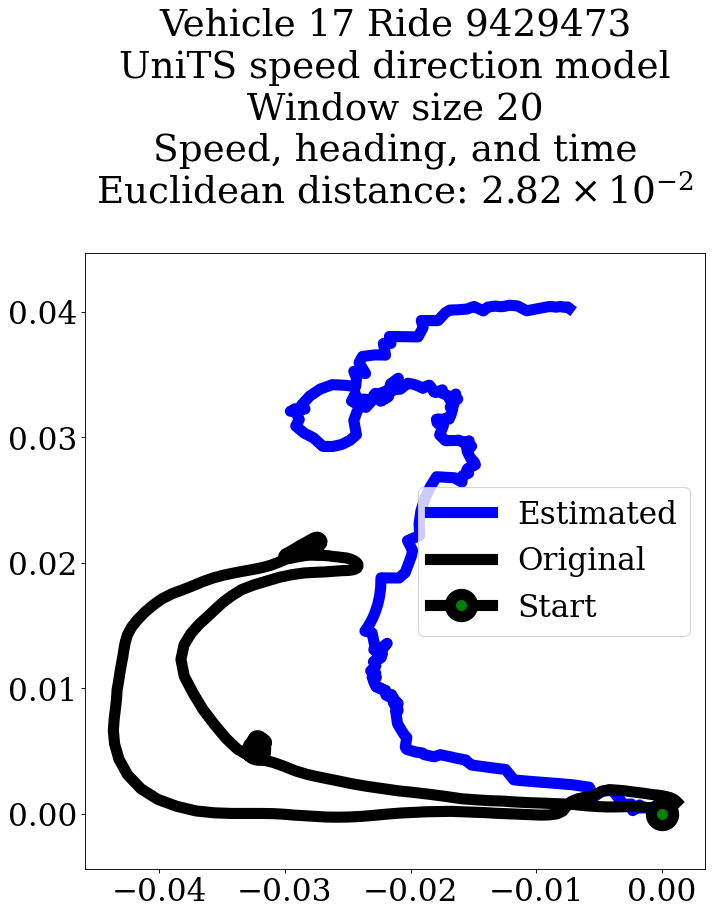 Vehicle 17 Ride 9429473
UniTS speed direction model
Window size 20
Speed, heading, and time
Euclidean distance: 2.82 × 10⁻²
0.04
0.03
0.02
0.01
0.00
Estimated
Original
Start
−0.04 −0.03 −0.02 −0.01 0.00